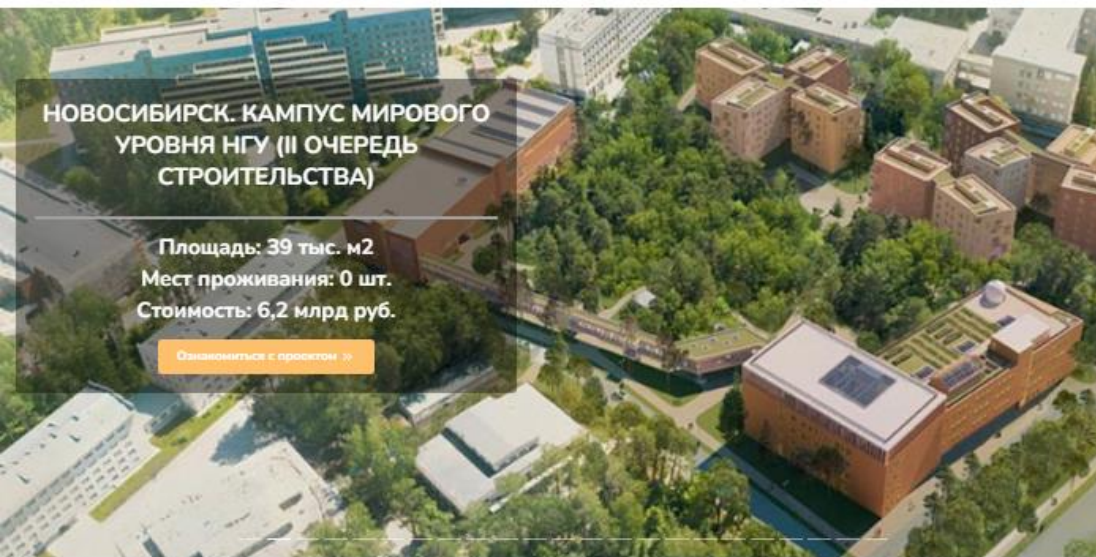 НОВОСИБИРСК. КАМПУС МИРОВОГО
УРОВНЯ НГУ (II ОЧЕРЕДЬ
СТРОИТЕЛЬСТВА)
Площадь: 39 тыс. м2
Мест проживания: 0 шт.
Стоимость: 6,2 млрд руб.
Ознакомиться с проектом »